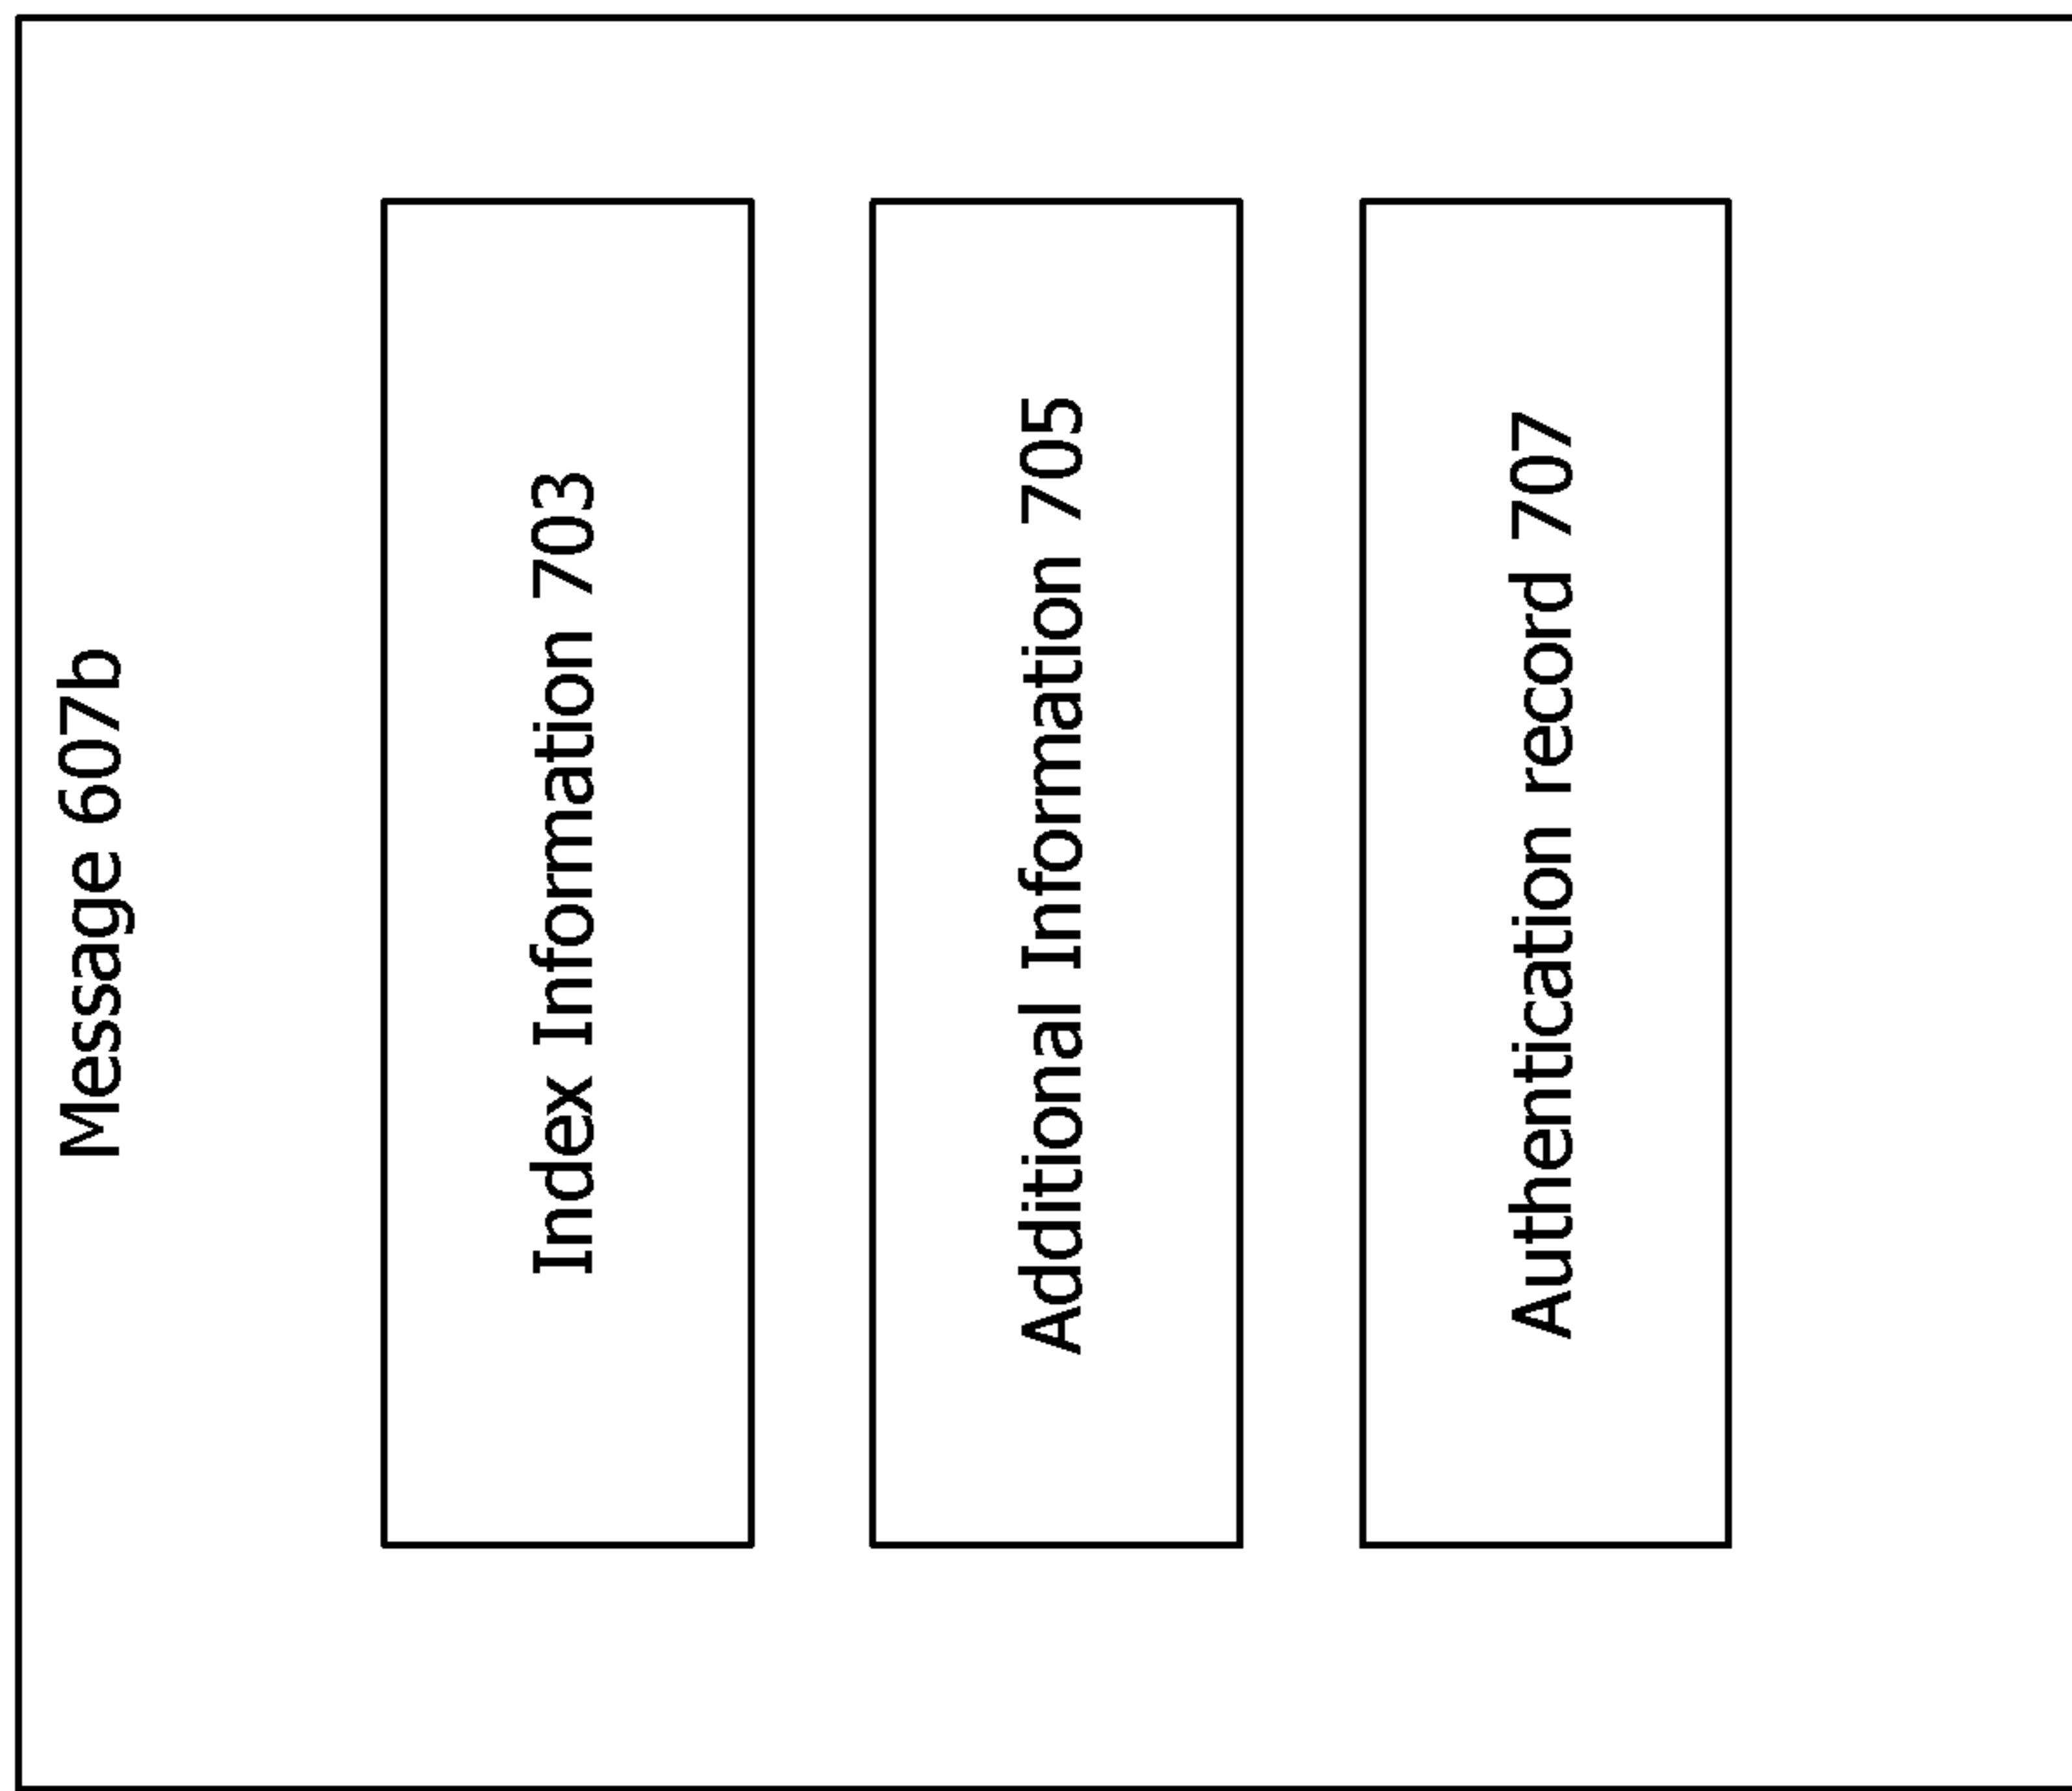 Message 607b
Index Information 703
Additional Information 705
Authentication record 707